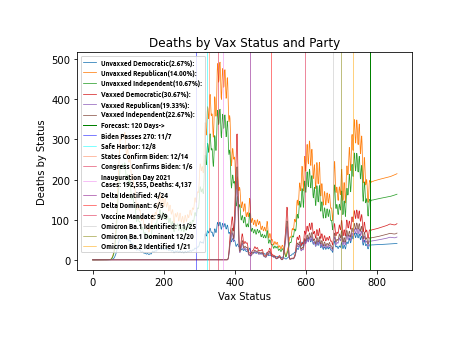 Deaths by Vax Status and Party
Deaths by Status
500
400
300
200
100
0
Unvaxxed Democratic(2.67%):
Unvaxxed Republican(14.00%):
Unvaxxed Independent(10.67%):
Vaxxed Democratic(30.67%):
Vaxxed Republican(19.33%):
Vaxxed Independent(22.67%):
Forecast: 120 Days->
Biden Passes 270: 11/7
Safe Harbor: 12/8
States Confirm Biden: 12/14
Congress Confirms Biden: 1/6
Inauguration Day 2021
Cases: 192,555, Deaths: 4,137
Delta Identified: 4/24
Delta Dominant: 6/5
Vaccine Mandate: 9/9
Omicron Ba.1 Identified: 11/25
Omicron Ba.1 Dominant 12/20
Omicron Ba.2 Identified 1/21
0 200 400 600 800
Vax Status